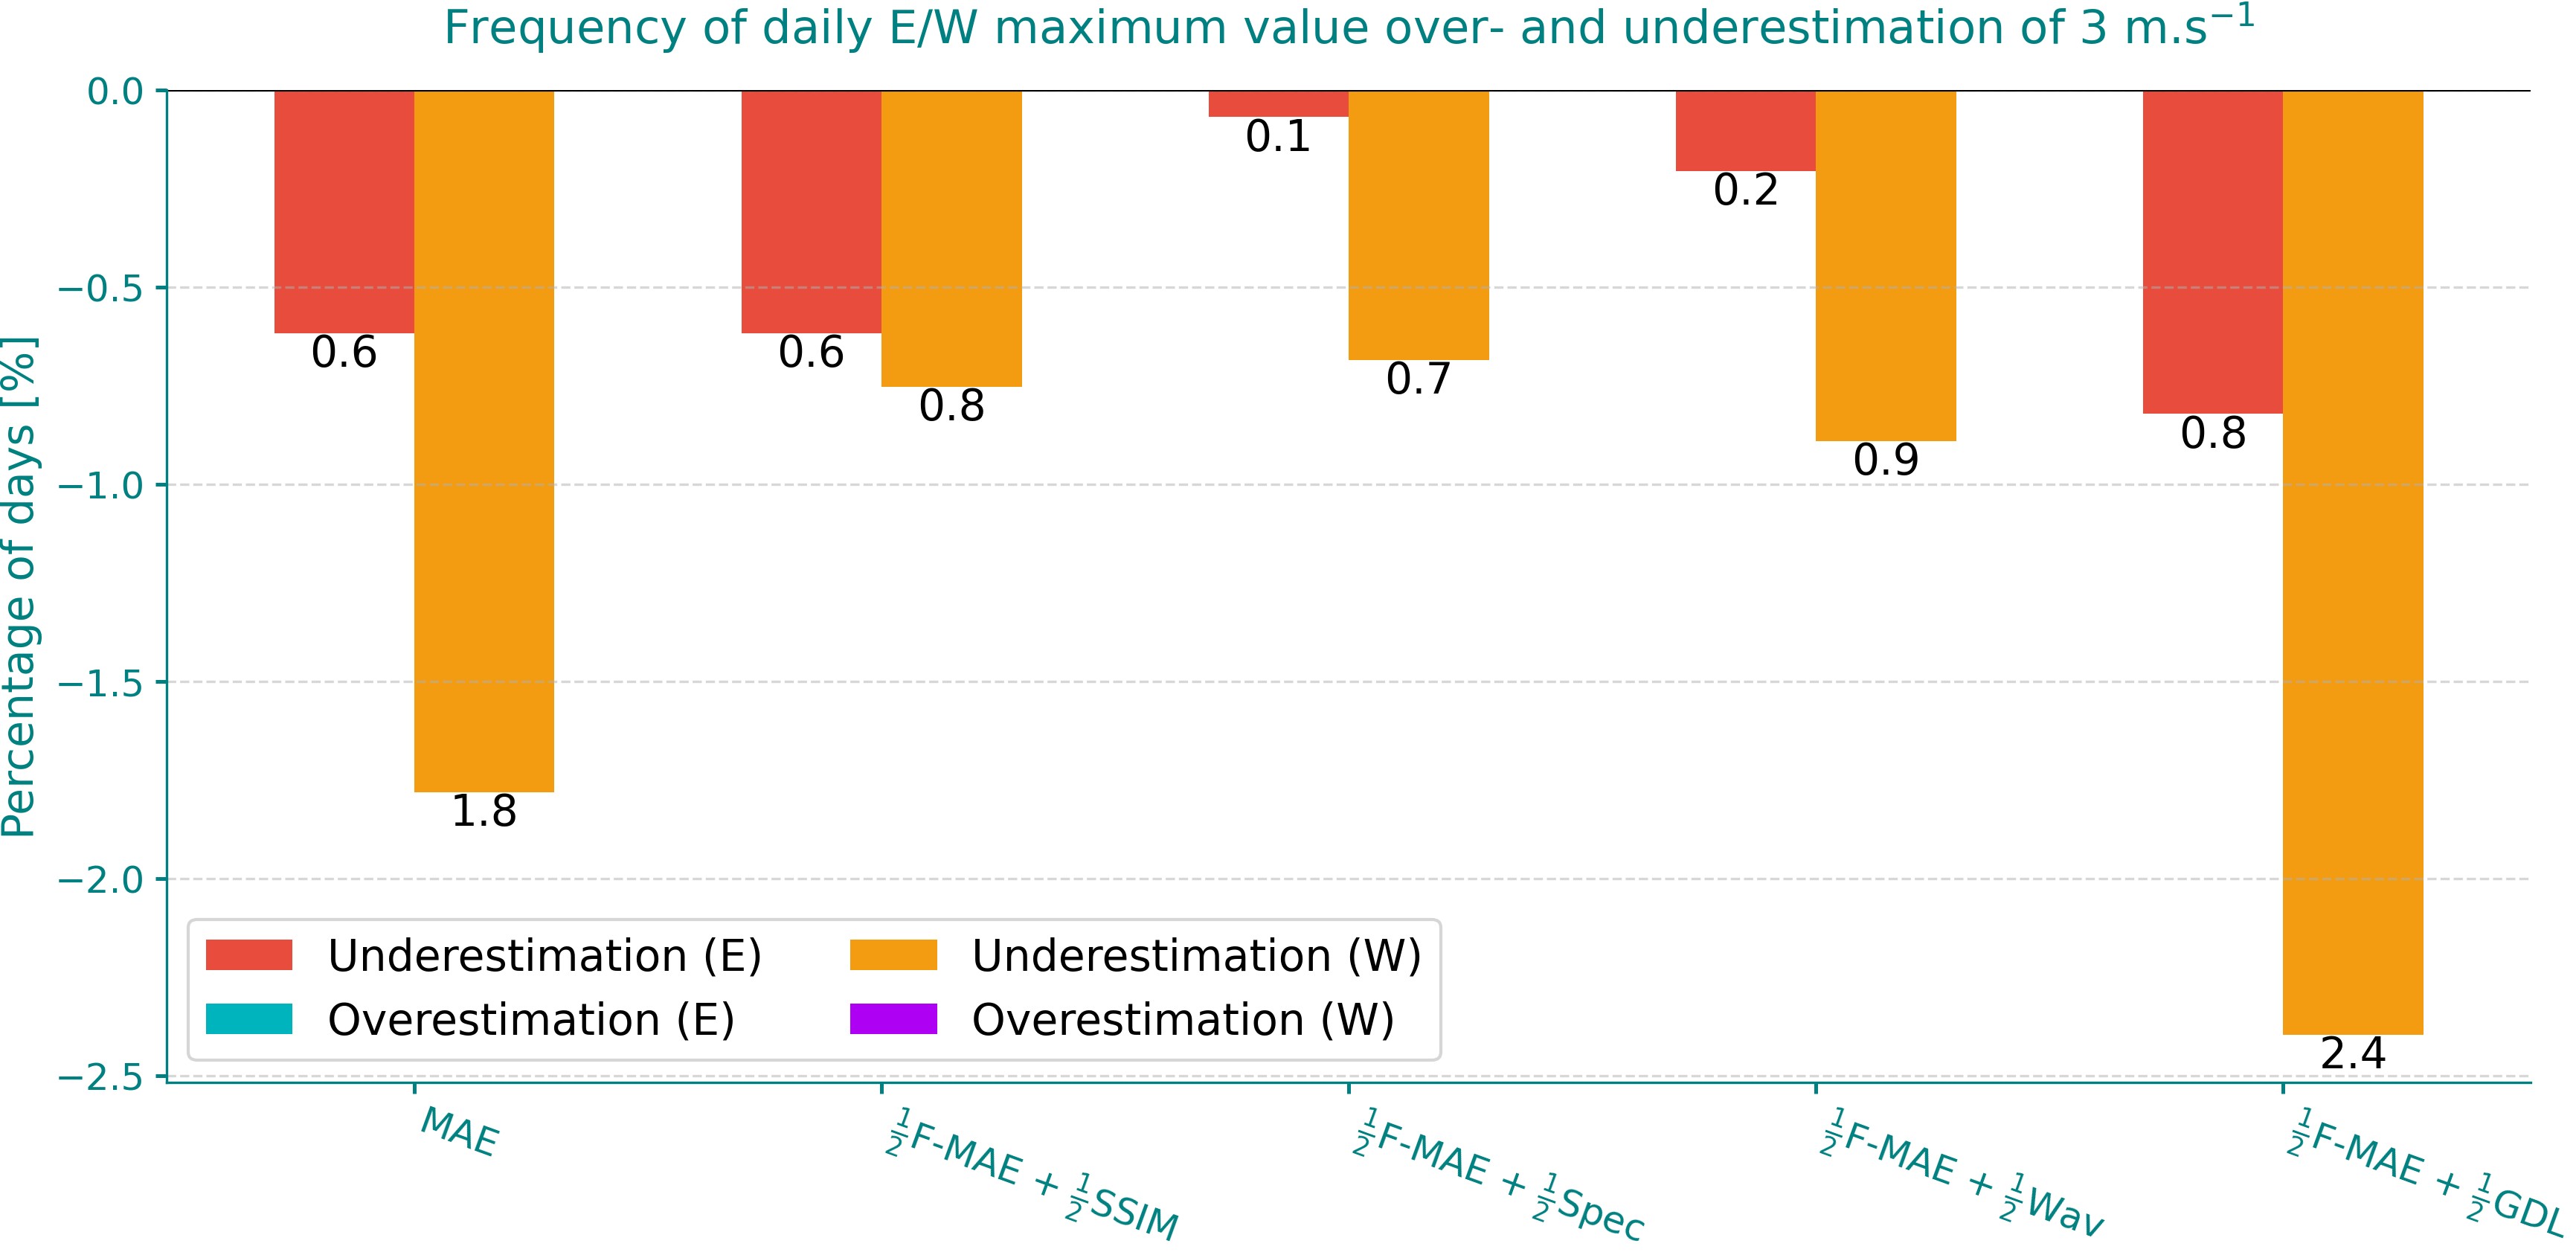 Frequency of daily E/W maximum value over- and underestimation of 3 m.s⁻¹
Percentage of days [%]
0.0
−0.5
−1.0
−1.5
−2.0
−2.5
0.6
1.8
0.6
0.8
0.1
0.7
0.2
0.9
0.8
2.4
Underestimation (E)
Overestimation (E)
Underestimation (W)
Overestimation (W)
MAE
½F-MAE + ½SSIM
½F-MAE + ½Spec
½F-MAE + ½Wav
½F-MAE + ½GDL